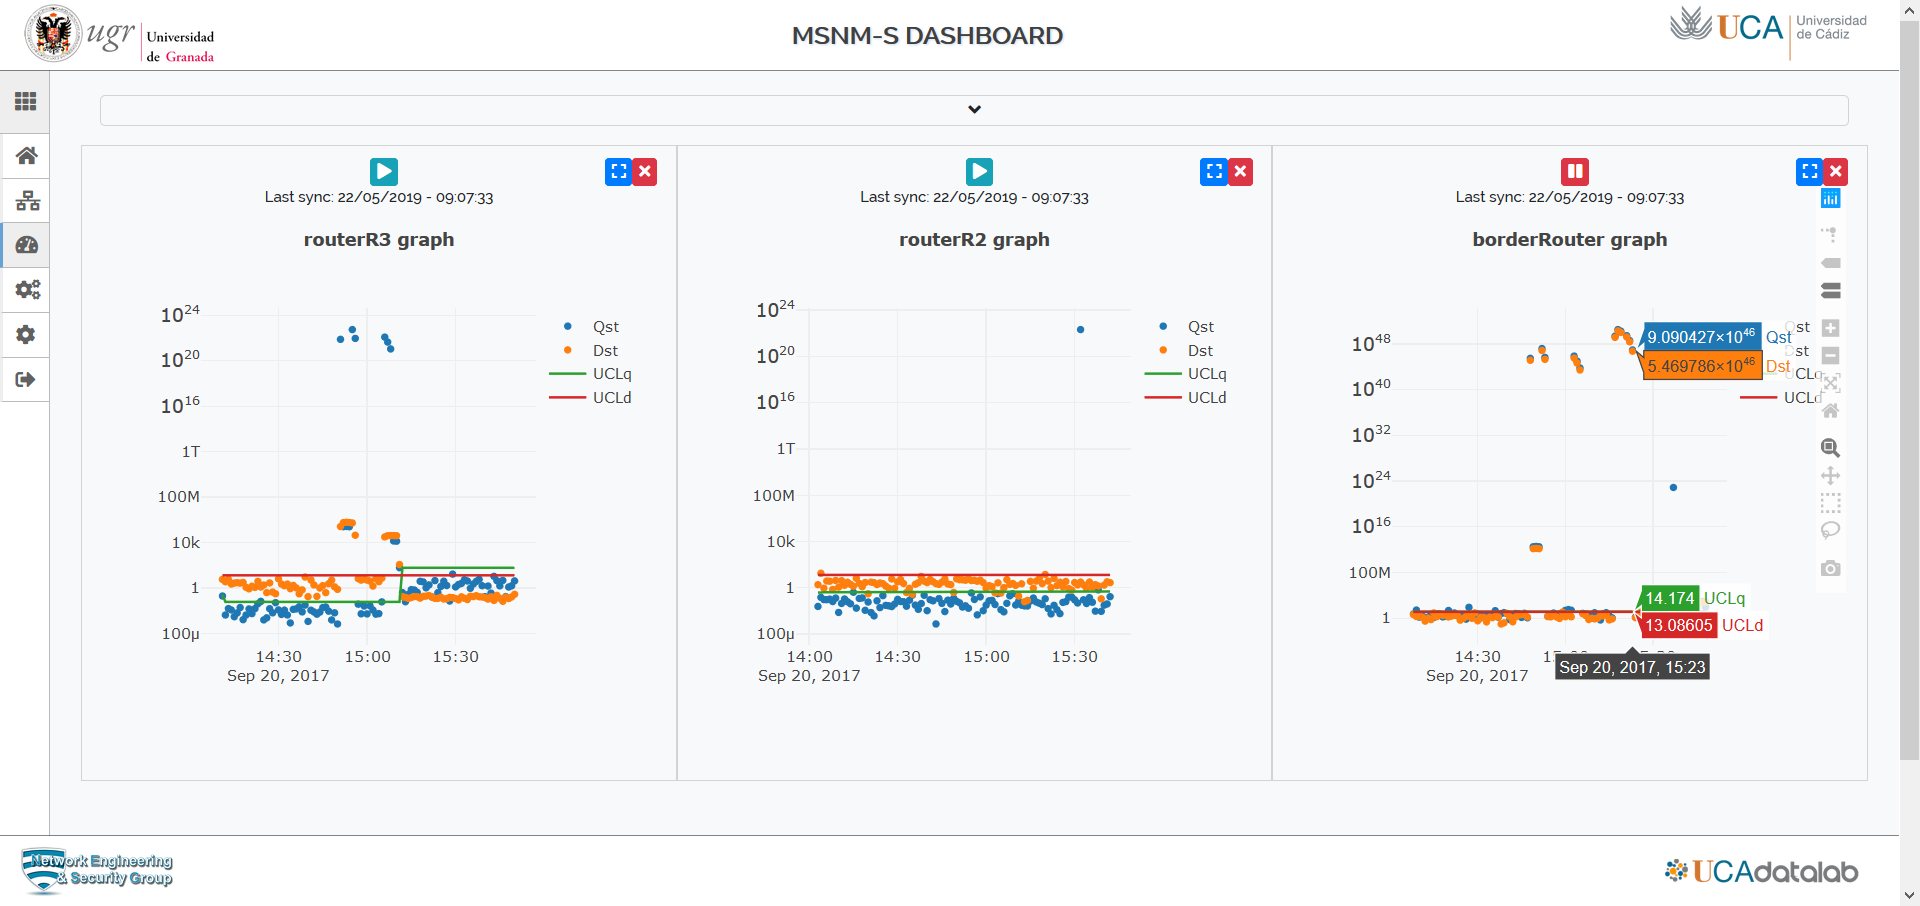 ugr Universidad
de Granada
MSNM-S DASHBOARD
UCA Universidad
de Cádiz
Last sync: 22/05/2019 - 09:07:33
routerR3 graph
10^24
10^20
10^16
1T
100M
10k
1
100µ
14:30 15:00 15:30
Sep 20, 2017
Qst
Dst
UCLq
UCLd
Last sync: 22/05/2019 - 09:07:33
routerR2 graph
10^24
10^20
10^16
1T
100M
10k
1
100µ
14:00 14:30 15:00 15:30
Sep 20, 2017
Qst
Dst
UCLq
UCLd
Last sync: 22/05/2019 - 09:07:33
borderRouter graph
10^48
10^40
10^32
10^24
10^16
100M
1
14:30
Sep 20, 2017
9.090427×10^46 Qst
5.469786×10^46 Dst
UCLq
UCLd
14.174 UCLq
13.08605 UCLd
Sep 20, 2017, 15:23
Network Engineering
& Security Group
UCAdatalab